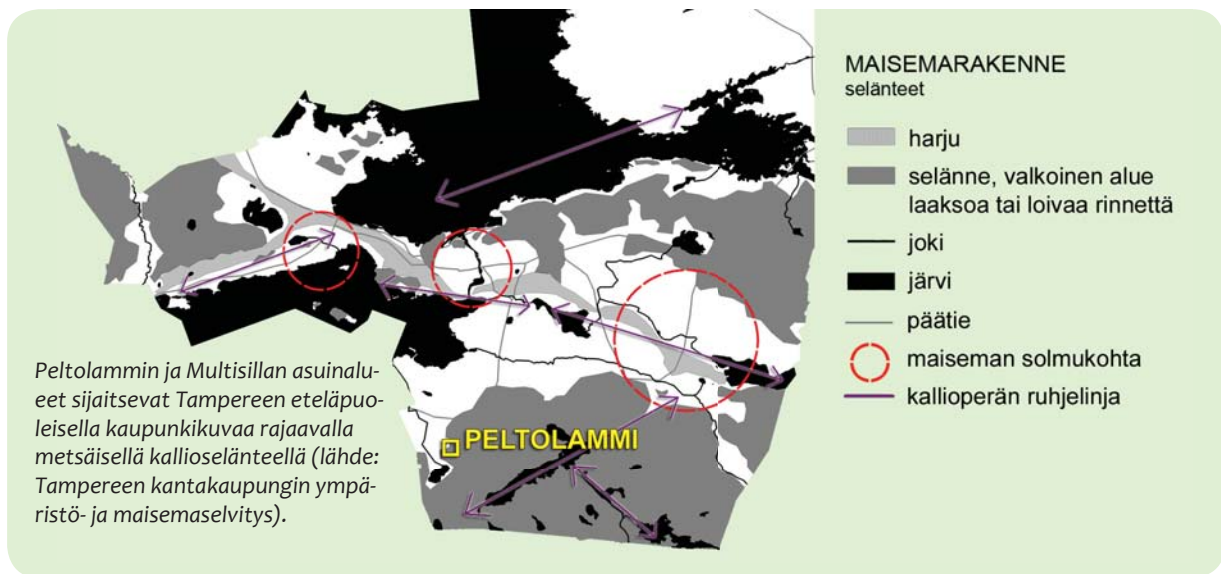 MAISEMARAKENNE
selänteet
harju
selänne, valkoinen alue
laaksoa tai loivaa rinnettä
joki
järvi
päätie
maiseman solmukohta
kallioperän ruhjelinja
Peltolammin ja Multisillan asuinalu-
eet sijaitsevat Tampereen eteläpuo-
leisella kaupunkikuvaa rajaavalla
metsäisellä kallioselänteellä (lähde:
Tampereen kantakaupungin ympä-
ristö- ja maisemaselvitys).
PELTOLAMMI